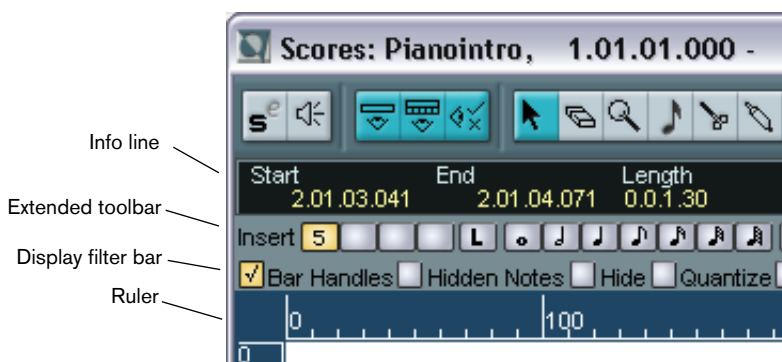 Scores: Pianointro, 1.01.01.000 -
se
Info line
Start End Length
2.01.03.041 2.01.04.071 0.0.1.30
Extended toolbar
Insert 5 L
Display filter bar
Bar Handles Hidden Notes Hide Quantize
Ruler
0 100
0